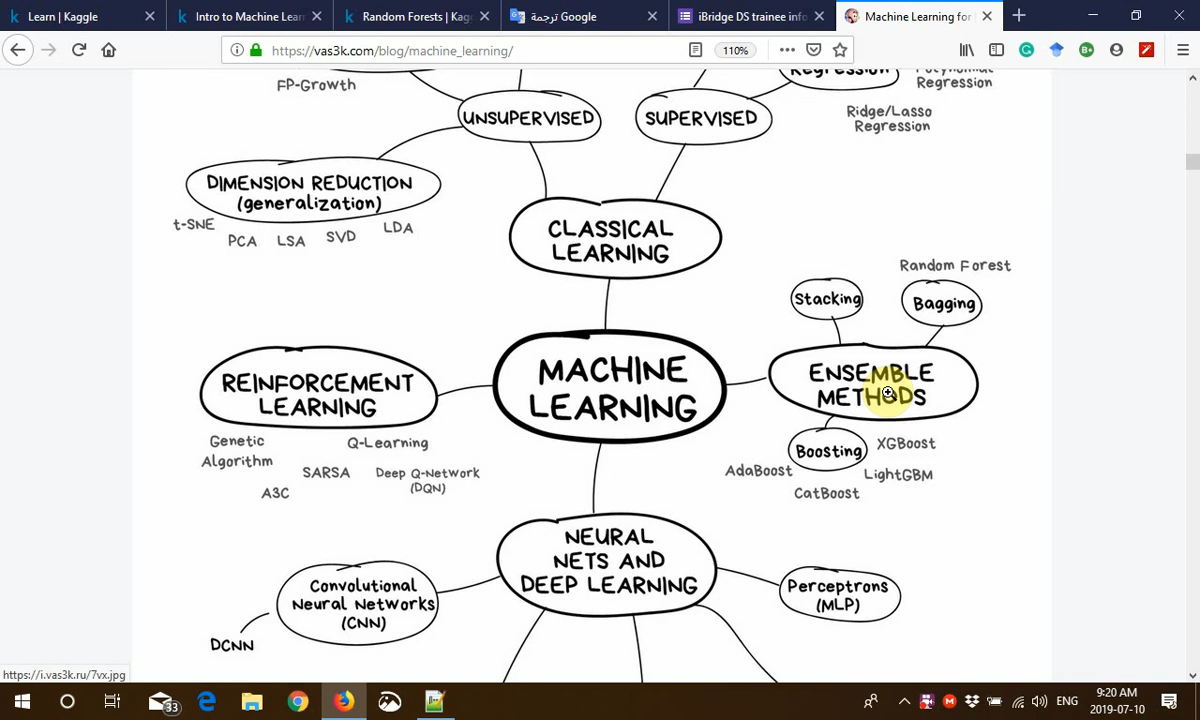 Learn | Kaggle
Intro to Machine Lear
Random Forests | Kagg
ترجمة Google
iBridge DS trainee info
Machine Learning for
https://vas3k.com/blog/machine_learning/
110%
FP-Growth
Regression
Polynomial
Regression
UNSUPERVISED
SUPERVISED
Ridge/Lasso
Regression
DIMENSION REDUCTION
(generalization)
t-SNE
PCA
LSA
SVD
LDA
CLASSICAL
LEARNING
Random Forest
Stacking
Bagging
MACHINE
LEARNING
ENSEMBLE
METHODS
REINFORCEMENT
LEARNING
Genetic
Algorithm
Q-Learning
SARSA
Deep Q-Network
(DQN)
A3C
Boosting
XGBoost
AdaBoost
LightGBM
CatBoost
NEURAL
NETS AND
DEEP LEARNING
Convolutional
Neural Networks
(CNN)
Perceptrons
(MLP)
DCNN
https://i.vas3k.ru/7vx.jpg
33
ENG
9:20 AM
2019-07-10